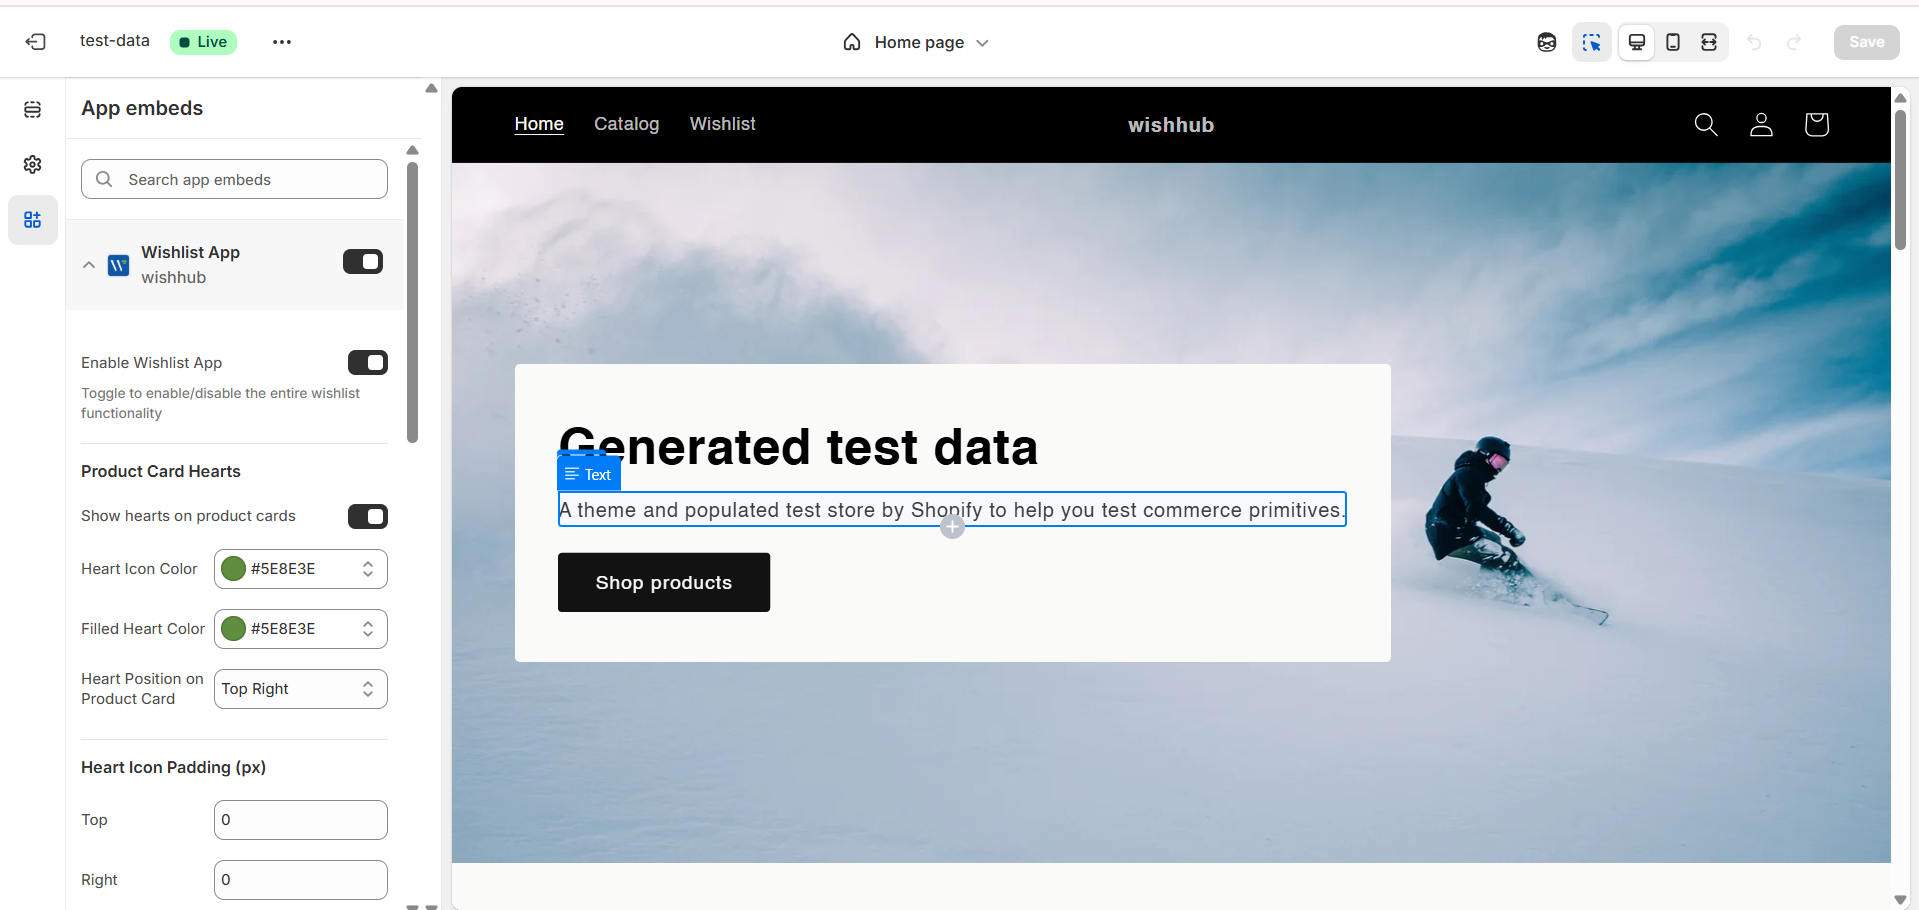 test-data
Live
Home page
Save
App embeds
Search app embeds
Wishlist App
wishhub
Enable Wishlist App
Toggle to enable/disable the entire wishlist
functionality
Product Card Hearts
Show hearts on product cards
Heart Icon Color
#5E8E3E
Filled Heart Color
#5E8E3E
Heart Position on
Product Card
Top Right
Heart Icon Padding (px)
Top
0
Right
0
Home
Catalog
Wishlist
wishhub
Generated test data
Text
A theme and populated test store by Shopify to help you test commerce primitives.
Shop products